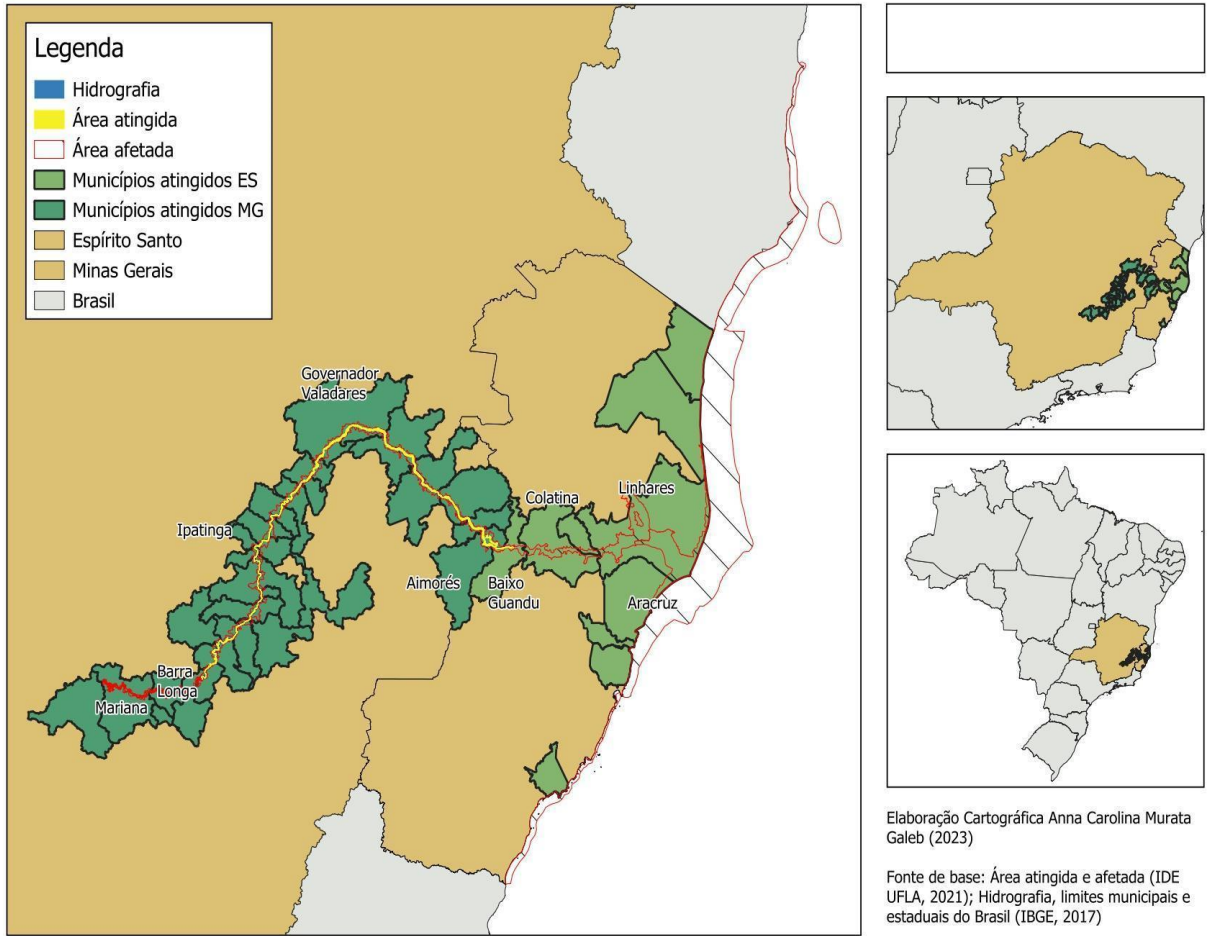 Legenda
Hidrografia
Área atingida
Área afetada
Municípios atingidos ES
Municípios atingidos MG
Espírito Santo
Minas Gerais
Brasil
Governador
Valadares
Ipatinga
Colatina
Linhares
Aimorés
Baixo
Guandu
Aracruz
Barra
Longa
Mariana
Elaboração Cartográfica Anna Carolina Murata
Galeb (2023)
Fonte de base: Área atingida e afetada (IDE
UFLA, 2021); Hidrografia, limites municipais e
estaduais do Brasil (IBGE, 2017)